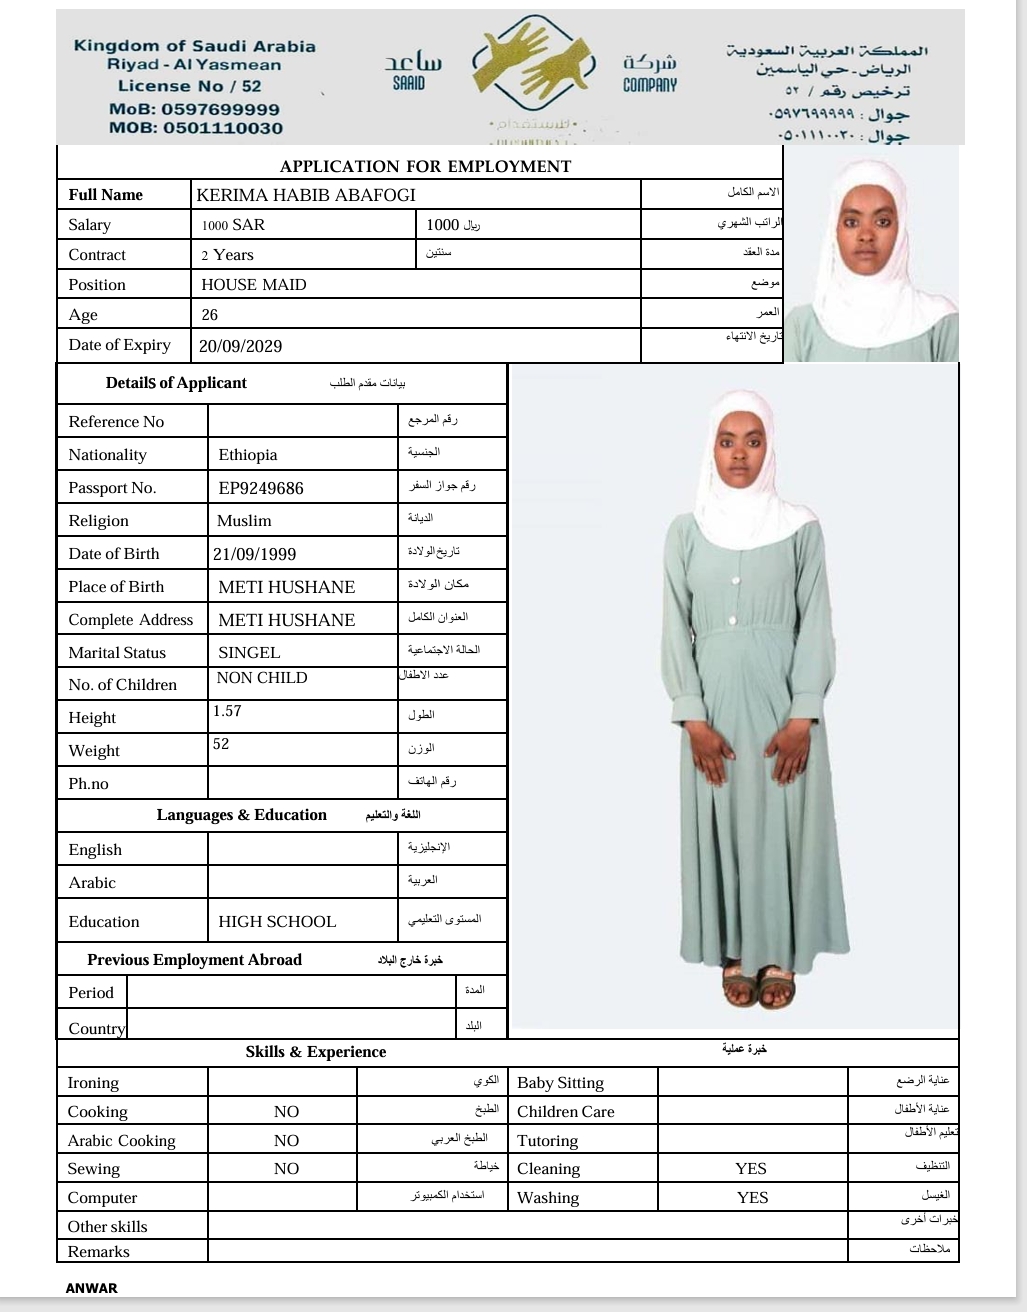 Kingdom of Saudi Arabia
Riyad - Al Yasmean
License No / 52
MoB: 0597699999
MOB: 0501110030
ساعد
SAAID
شركة
COMPANY
للاستقدام
المملكة العربية السعودية
الرياض - حي الياسمين
ترخيص رقم / ٥٢
جوال : ٠٥٩٧٦٩٩٩٩٩
جوال : ٠٥٠١١١٠٠٣٠
APPLICATION FOR EMPLOYMENT
Full Name KERIMA HABIB ABAFOGI الاسم الكامل
Salary 1000 SAR 1000 ريال الراتب الشهري
Contract 2 Years سنتين مدة العقد
Position HOUSE MAID موضع
Age 26 العمر
Date of Expiry 20/09/2029 تاريخ الانتهاء
Details of Applicant بيانات مقدم الطلب
Reference No رقم المرجع
Nationality Ethiopia الجنسية
Passport No. EP9249686 رقم جواز السفر
Religion Muslim الديانة
Date of Birth 21/09/1999 تاريخ الولادة
Place of Birth METI HUSHANE مكان الولادة
Complete Address METI HUSHANE العنوان الكامل
Marital Status SINGEL الحالة الاجتماعية
No. of Children NON CHILD عدد الاطفال
Height 1.57 الطول
Weight 52 الوزن
Ph.no رقم الهاتف
Languages & Education اللغة والتعليم
English الإنجليزية
Arabic العربية
Education HIGH SCHOOL المستوى التعليمي
Previous Employment Abroad خبرة خارج البلاد
Period المدة
Country البلد
Skills & Experience خبرة عملية
Ironing الكوي Baby Sitting عناية الرضع
Cooking NO الطبخ Children Care عناية الأطفال
Arabic Cooking NO الطبخ العربي Tutoring تعليم الأطفال
Sewing NO خياطة Cleaning YES التنظيف
Computer استخدام الكمبيوتر Washing YES الغيسل
Other skills خبرات أخرى
Remarks ملاحظات
ANWAR